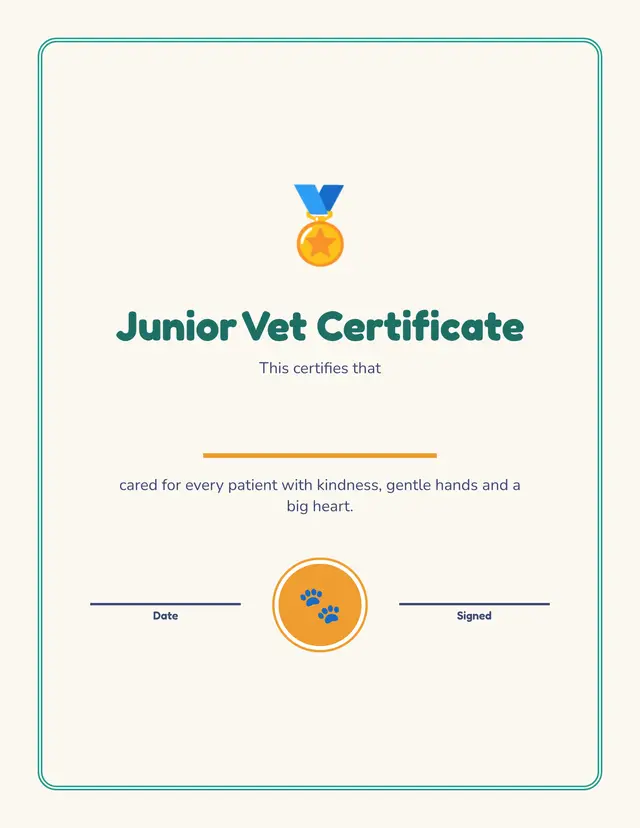 Junior Vet Certificate
This certifies that
cared for every patient with kindness, gentle hands and a
big heart.
Date
Signed